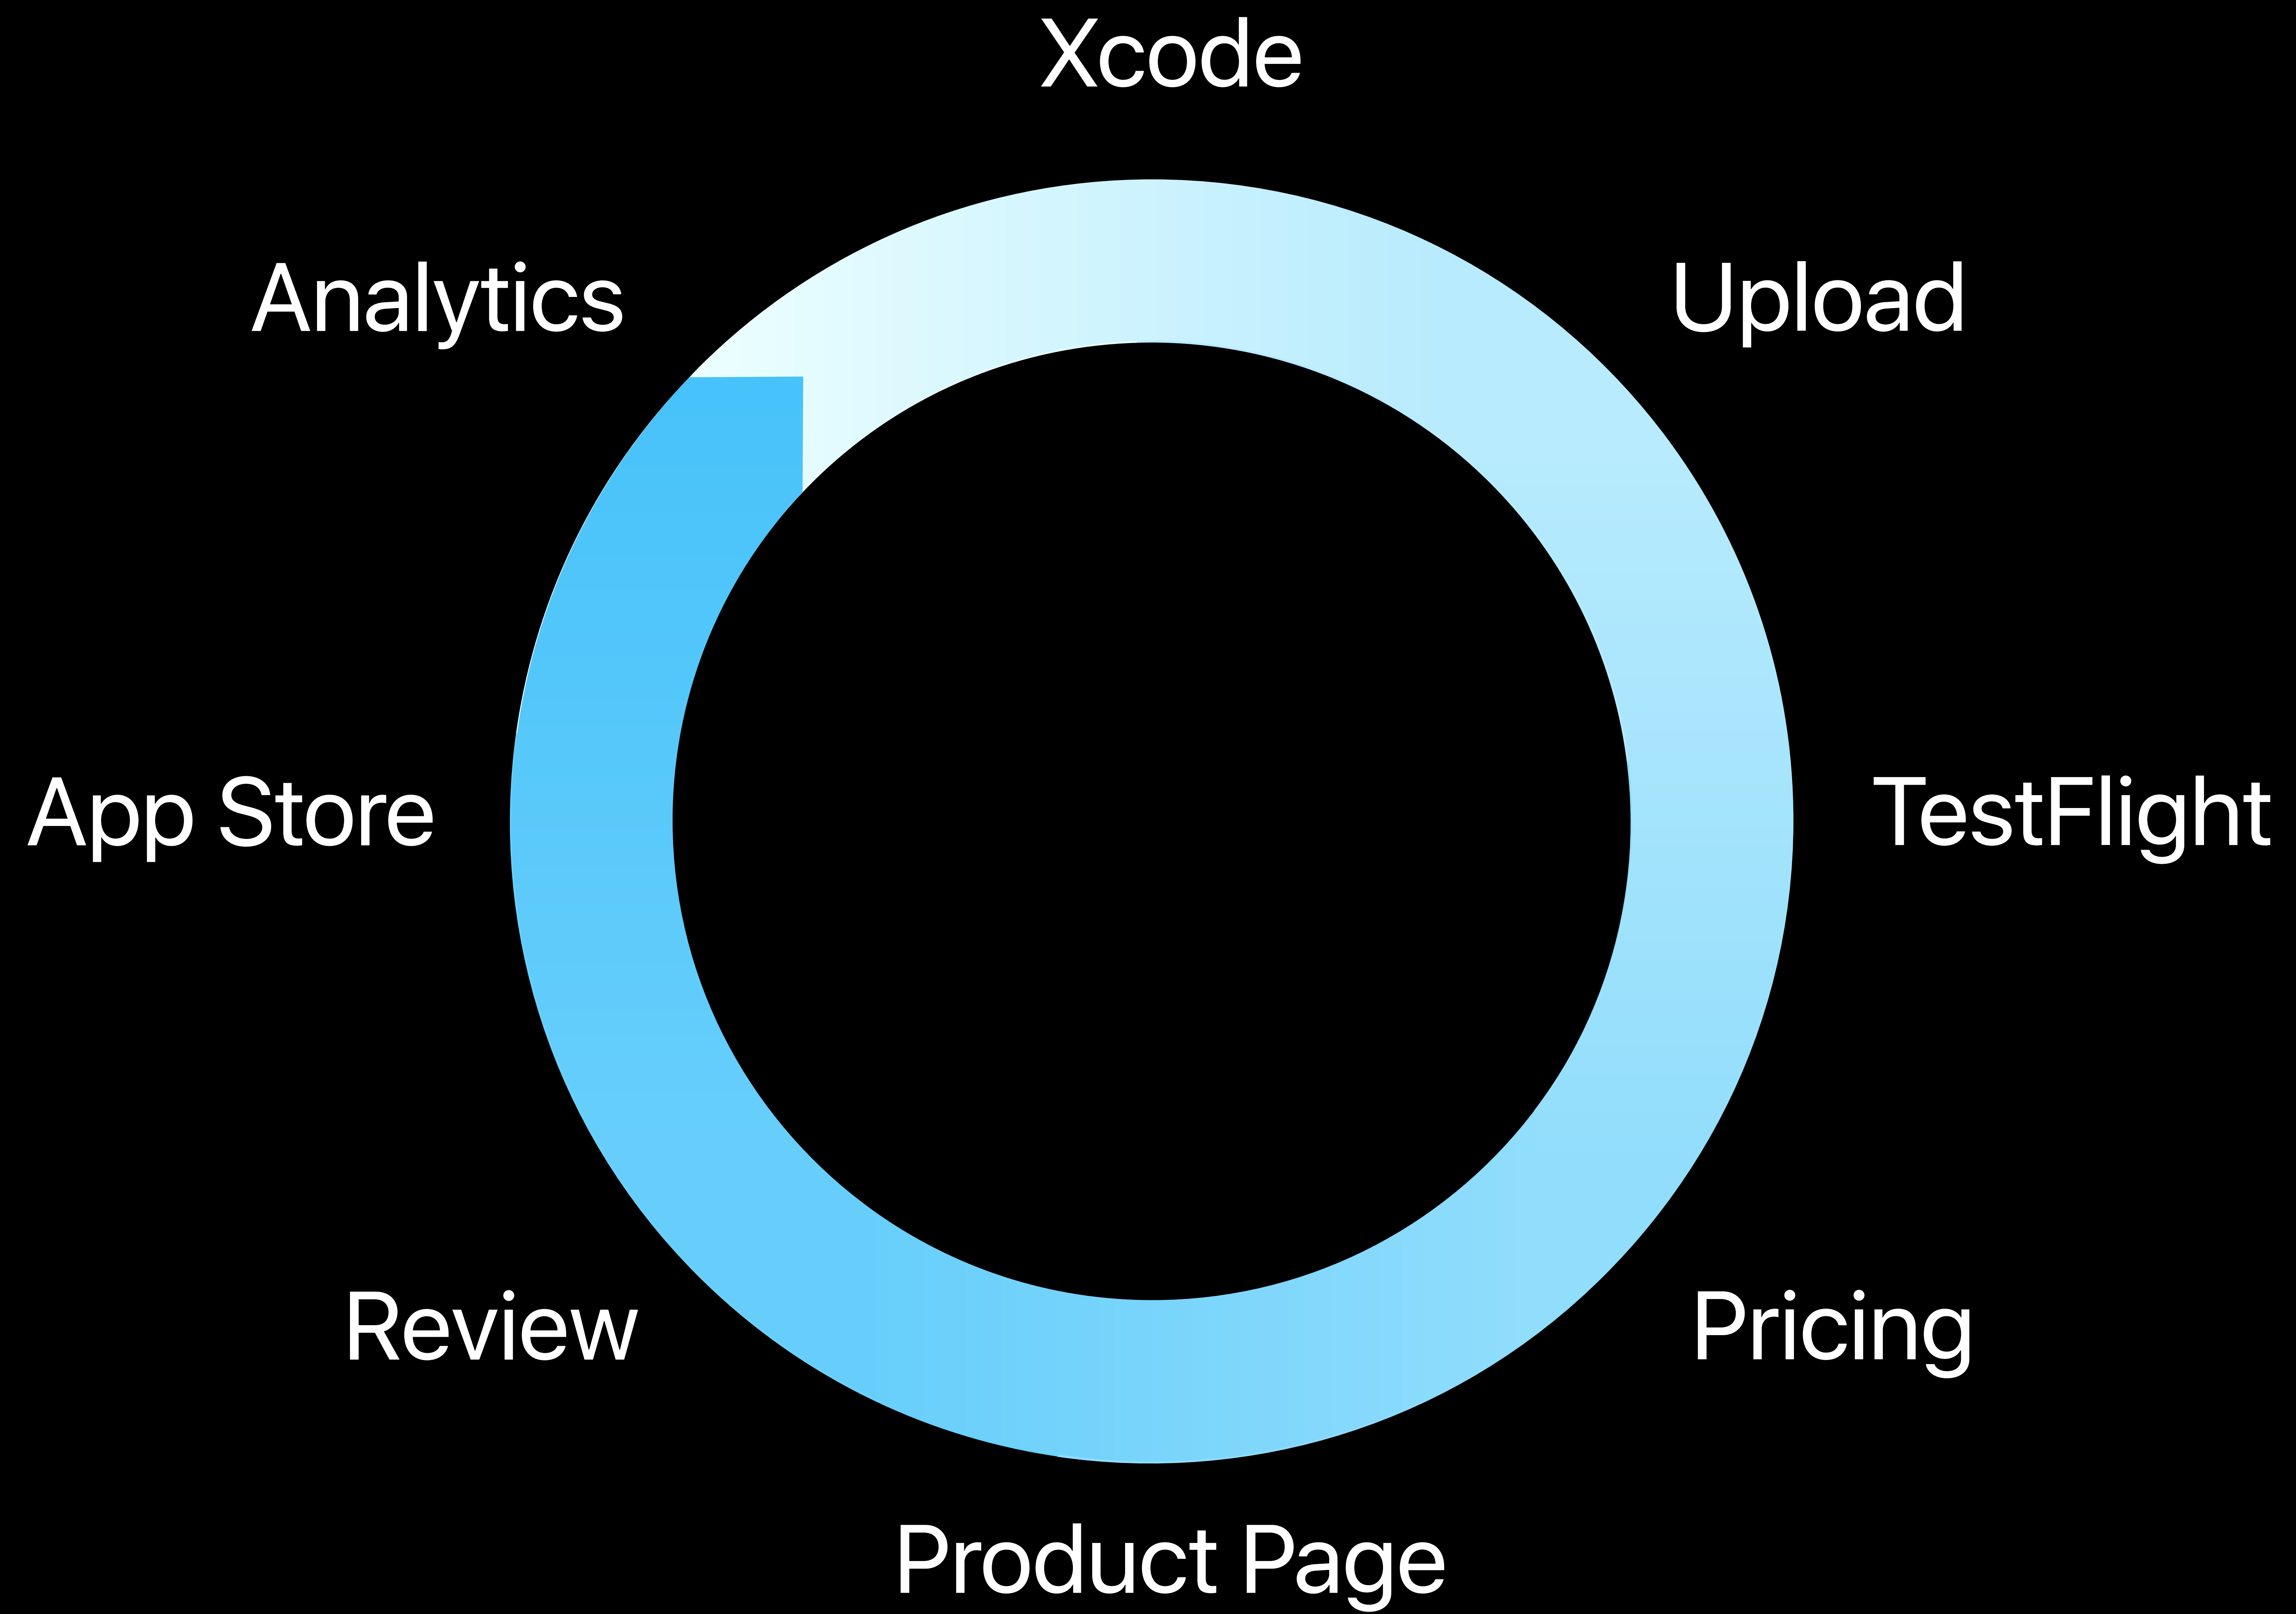 Xcode
Analytics
Upload
App Store
TestFlight
Review
Pricing
Product Page